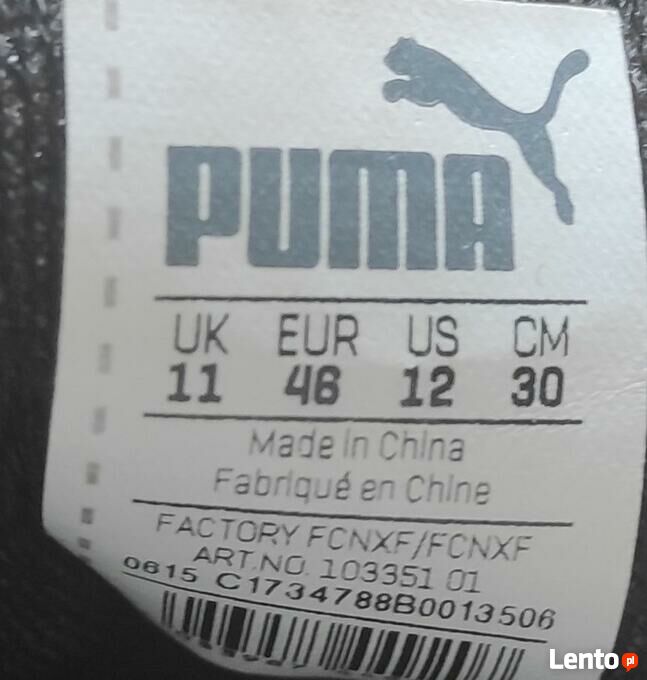 PUMA
UK EUR US CM
11 46 12 30
Made in China
Fabriqué en Chine
FACTORY FCNXF/FCNXF
ART.NO. 103351 01
0615 C1734788B0013506
Lento.pl